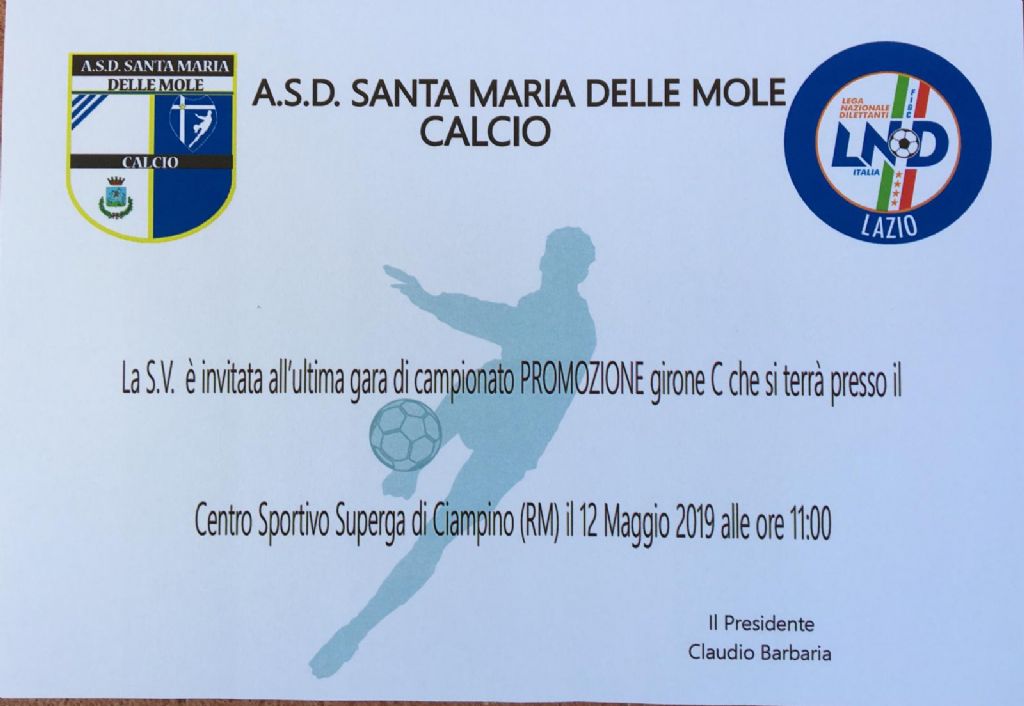 A.S.D. SANTA MARIA
DELLE MOLE
CALCIO
A.S.D. SANTA MARIA DELLE MOLE
CALCIO
LEGA
NAZIONALE
DILETTANTI
FIGC
LND
ITALIA
LAZIO
La S.V. è invitata all'ultima gara di campionato PROMOZIONE girone C che si terrà presso il
Centro Sportivo Superga di Ciampino (RM) il 12 Maggio 2019 alle ore 11:00
Il Presidente
Claudio Barbaria